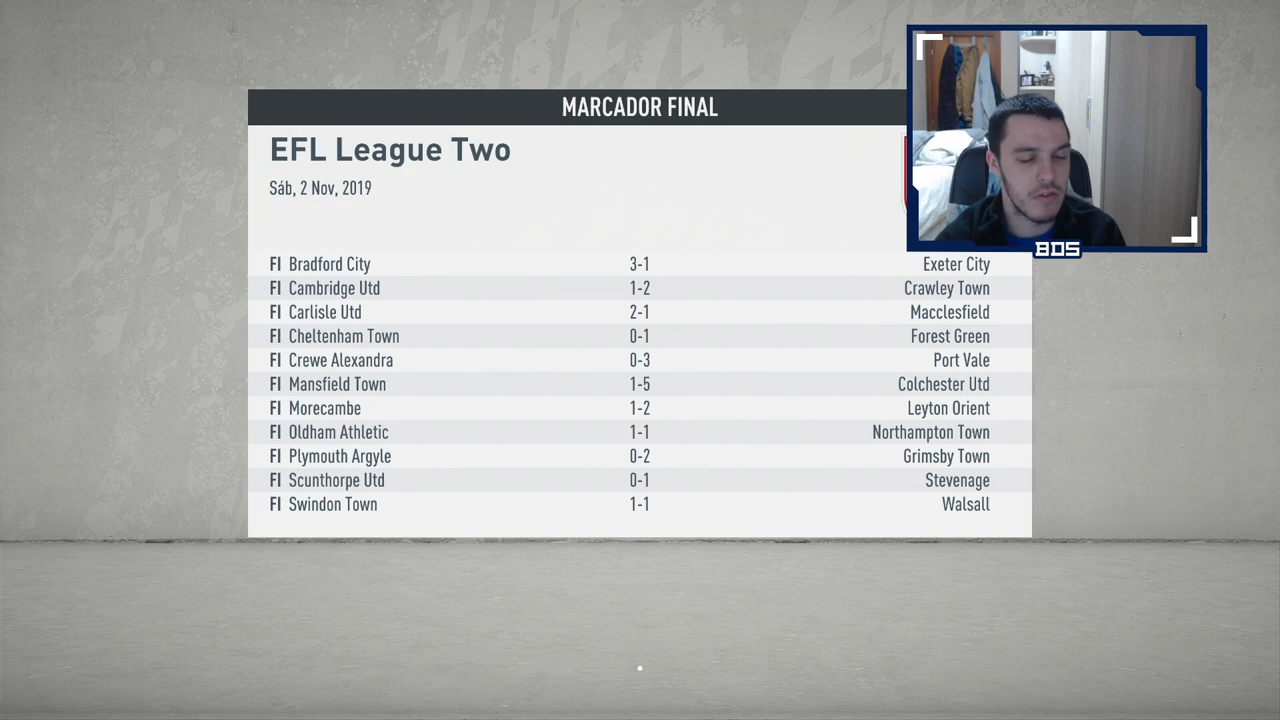 MARCADOR FINAL
EFL League Two
Sáb, 2 Nov, 2019
BDS
FI Bradford City 3-1 Exeter City
FI Cambridge Utd 1-2 Crawley Town
FI Carlisle Utd 2-1 Macclesfield
FI Cheltenham Town 0-1 Forest Green
FI Crewe Alexandra 0-3 Port Vale
FI Mansfield Town 1-5 Colchester Utd
FI Morecambe 1-2 Leyton Orient
FI Oldham Athletic 1-1 Northampton Town
FI Plymouth Argyle 0-2 Grimsby Town
FI Scunthorpe Utd 0-1 Stevenage
FI Swindon Town 1-1 Walsall